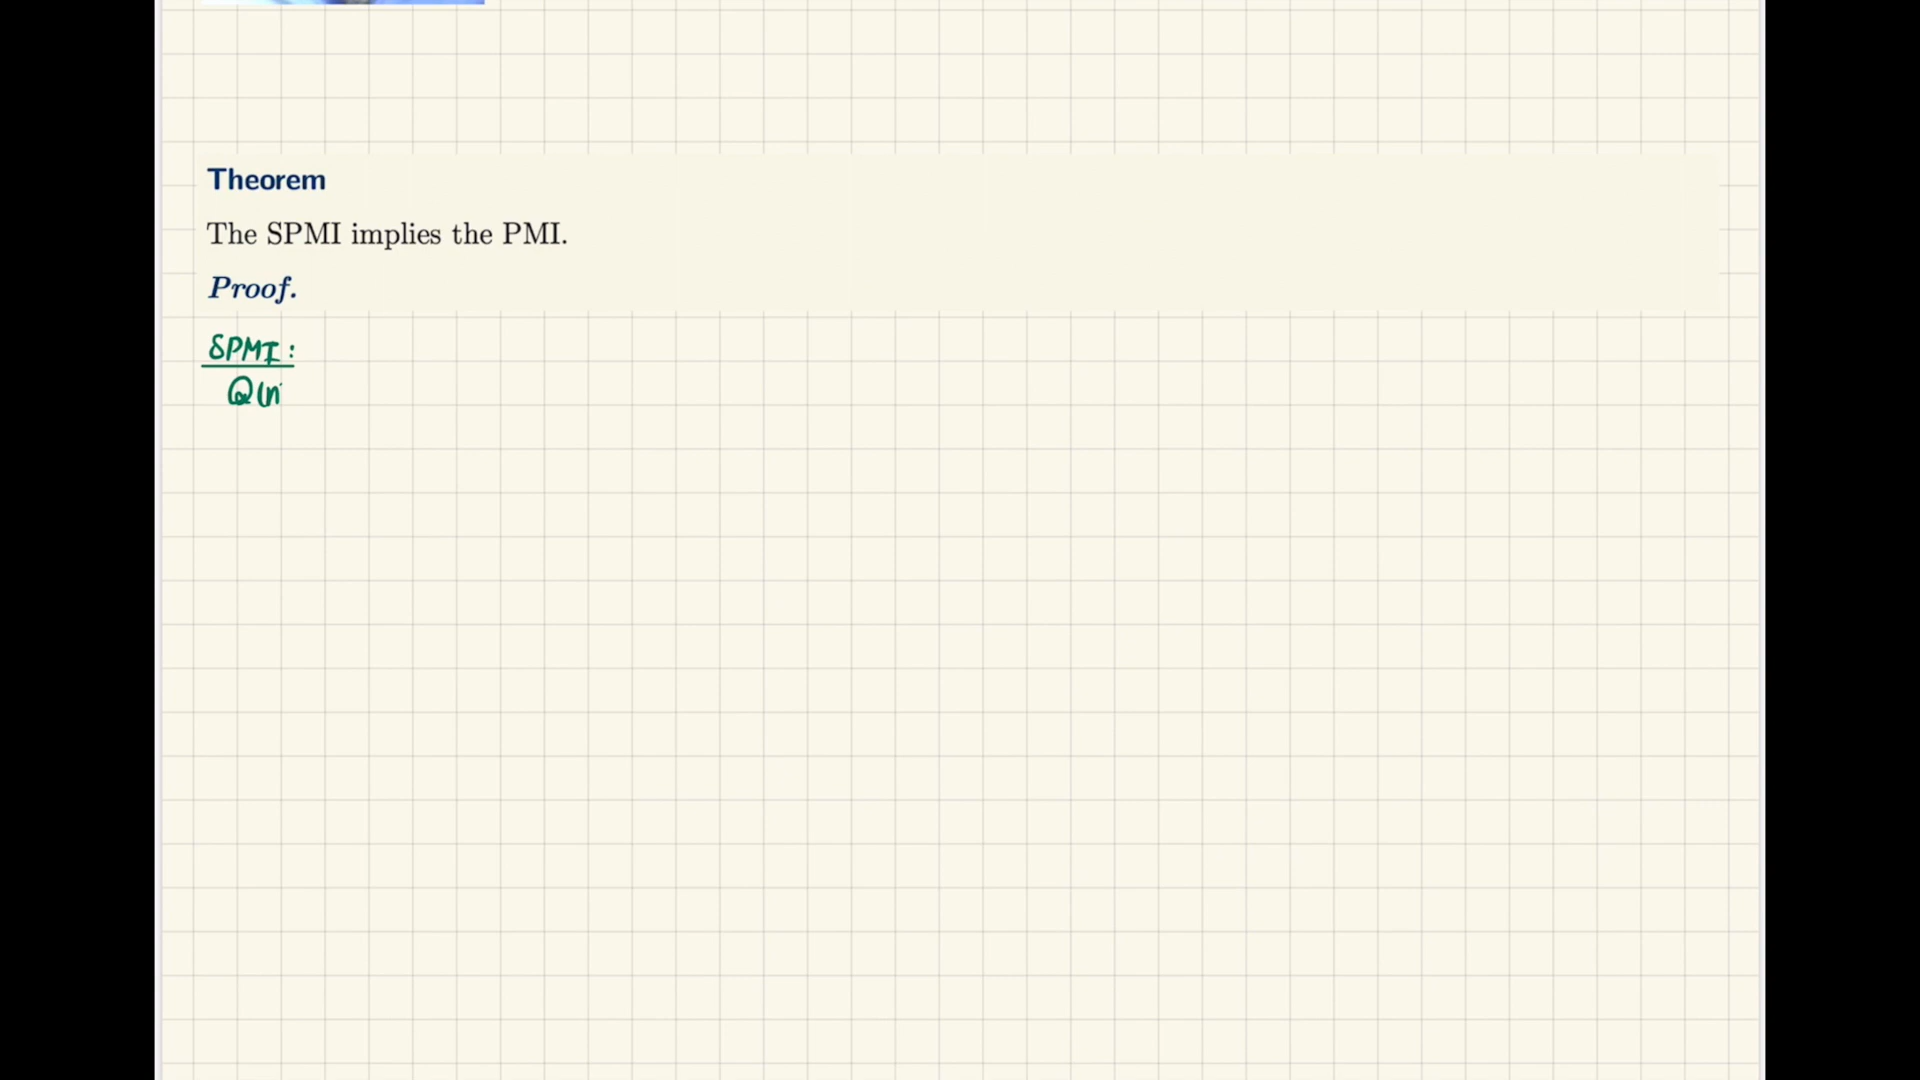 Theorem
The SPMI implies the PMI.
Proof.
SPMI:
Q(n